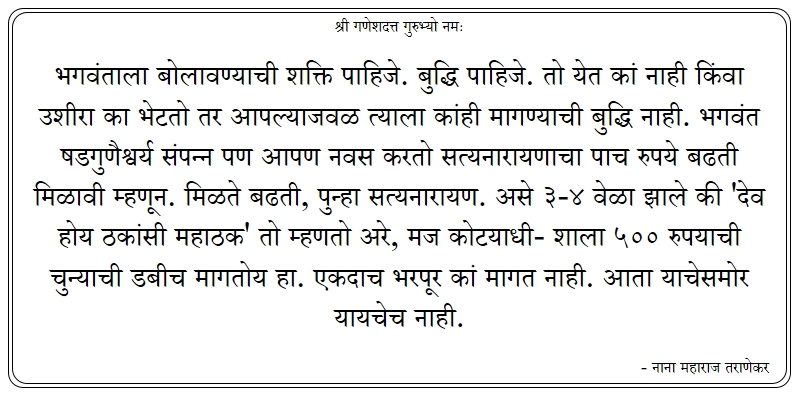 श्री गणेशदत्त गुरुभ्यो नमः
भगवंताला बोलावण्याची शक्ति पाहिजे. बुद्धि पाहिजे. तो येत कां नाही किंवा
उशीरा का भेटतो तर आपल्याजवळ त्याला कांही मागण्याची बुद्धि नाही. भगवंत
षडगुणैश्वर्य संपन्न पण आपण नवस करतो सत्यनारायणाचा पाच रुपये बढती
मिळावी म्हणून. मिळते बढती, पुन्हा सत्यनारायण. असे ३-४ वेळा झाले की 'देव
होय ठकांसी महाठक' तो म्हणतो अरे, मज कोटयाधी- शाला ५०० रुपयाची
चुन्याची डबीच मागतोय हा. एकदाच भरपूर कां मागत नाही. आता याचेसमोर
यायचेच नाही.
- नाना महाराज तराणेकर